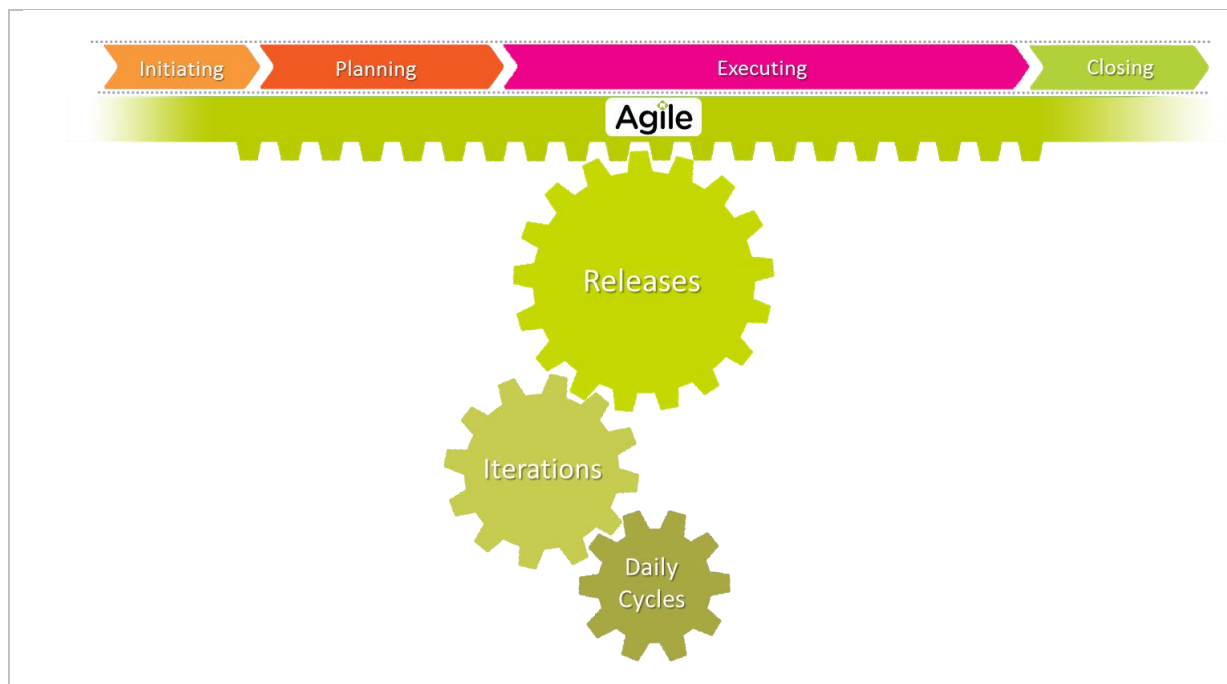 Initiating
Planning
Executing
Closing
Agile
Releases
Iterations
Daily
Cycles